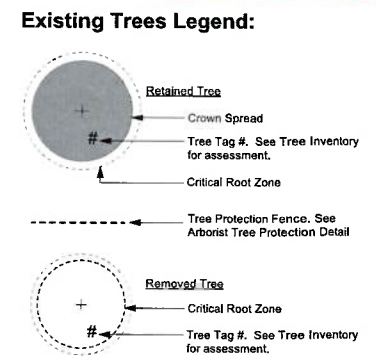 Existing Trees Legend:
Retained Tree
Crown Spread
#
Tree Tag #. See Tree Inventory
for assessment.
Critical Root Zone
Tree Protection Fence. See
Arborist Tree Protection Detail
Removed Tree
Critical Root Zone
#
Tree Tag #. See Tree Inventory
for assessment.